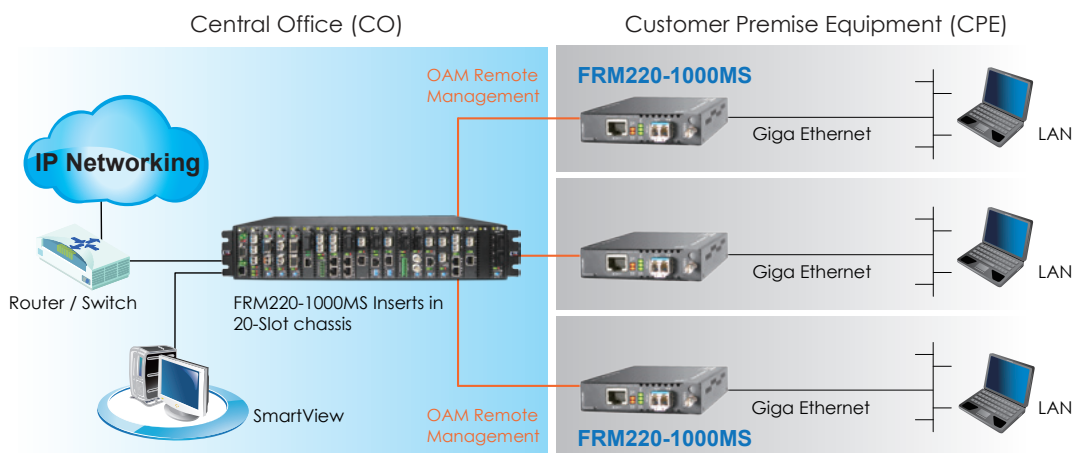 Central Office (CO)
Customer Premise Equipment (CPE)
OAM Remote
Management
FRM220-1000MS
Giga Ethernet
LAN
IP Networking
Router / Switch
FRM220-1000MS Inserts in
20-Slot chassis
Giga Ethernet
LAN
SmartView
OAM Remote
Management
Giga Ethernet
LAN
FRM220-1000MS